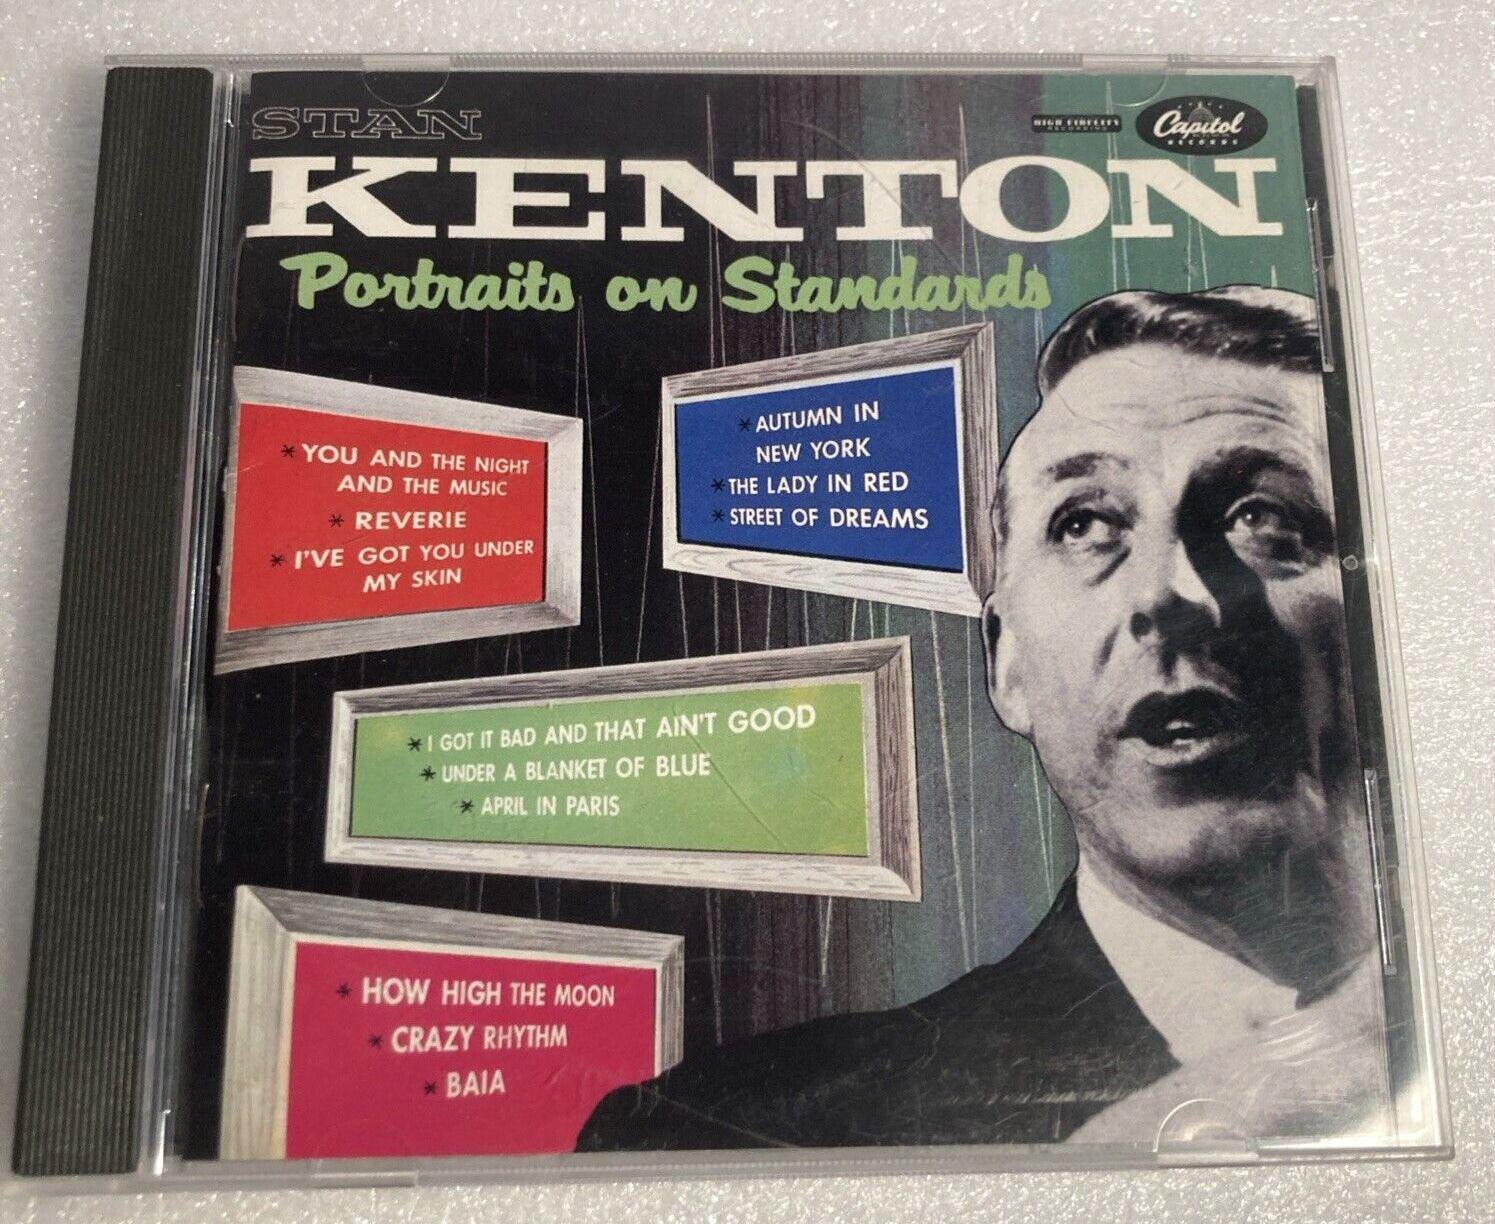 STAN
HIGH FIDELITY
RECORDING
Capitol
RECORDS
KENTON
Portraits on Standards
* YOU AND THE NIGHT
AND THE MUSIC
* REVERIE
* I'VE GOT YOU UNDER
MY SKIN
* AUTUMN IN
NEW YORK
* THE LADY IN RED
* STREET OF DREAMS
* I GOT IT BAD AND THAT AIN'T GOOD
* UNDER A BLANKET OF BLUE
* APRIL IN PARIS
* HOW HIGH THE MOON
* CRAZY RHYTHM
* BAIA